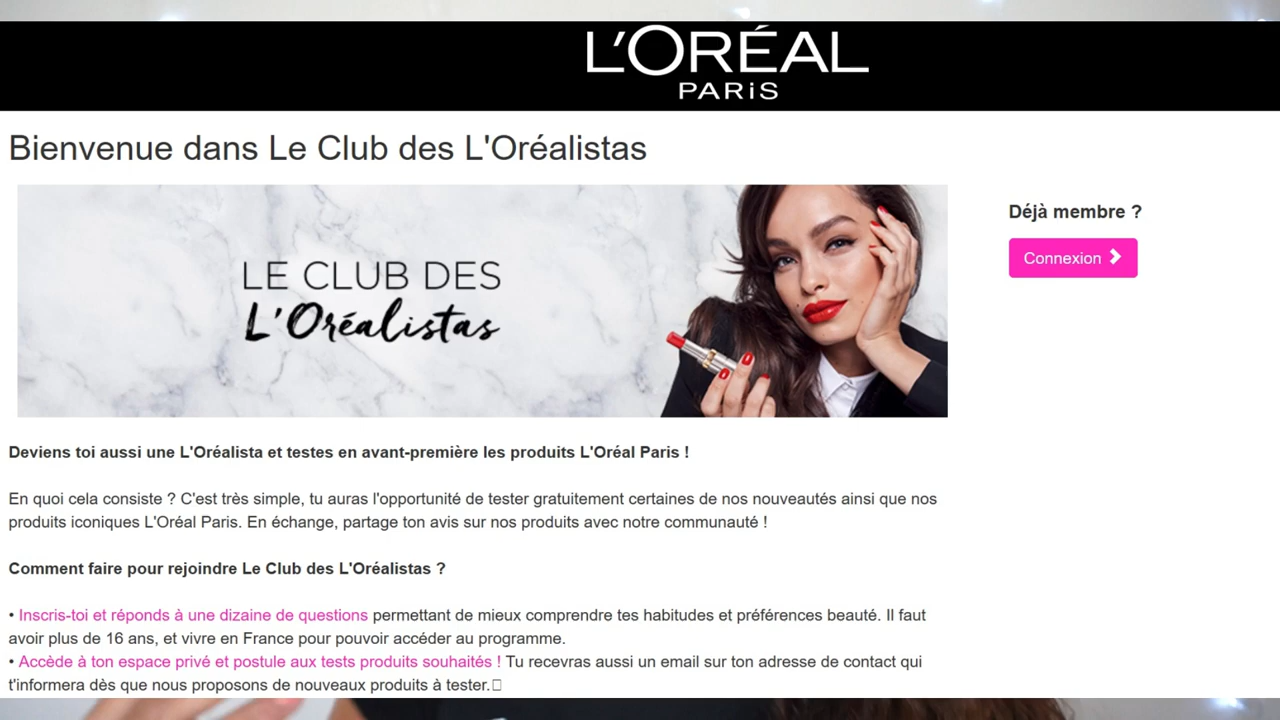 L'ORÉAL
PARiS
Bienvenue dans Le Club des L'Oréalistas
LE CLUB DES
L'Oréalistas
Déjà membre ?
Connexion
Deviens toi aussi une L'Oréalista et testes en avant-première les produits L'Oréal Paris !
En quoi cela consiste ? C'est très simple, tu auras l'opportunité de tester gratuitement certaines de nos nouveautés ainsi que nos
produits iconiques L'Oréal Paris. En échange, partage ton avis sur nos produits avec notre communauté !
Comment faire pour rejoindre Le Club des L'Oréalistas ?
• Inscris-toi et réponds à une dizaine de questions permettant de mieux comprendre tes habitudes et préférences beauté. Il faut
avoir plus de 16 ans, et vivre en France pour pouvoir accéder au programme.
• Accède à ton espace privé et postule aux tests produits souhaités ! Tu recevras aussi un email sur ton adresse de contact qui
t'informera dès que nous proposons de nouveaux produits à tester.